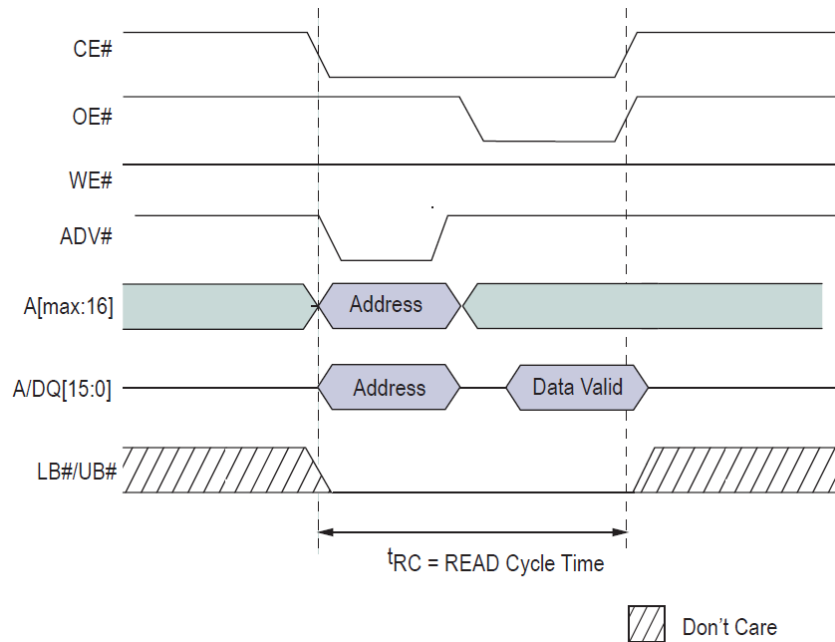 CE#
OE#
WE#
ADV#
A[max:16]
Address
A/DQ[15:0]
Address
Data Valid
LB#/UB#
tRC = READ Cycle Time
Don't Care